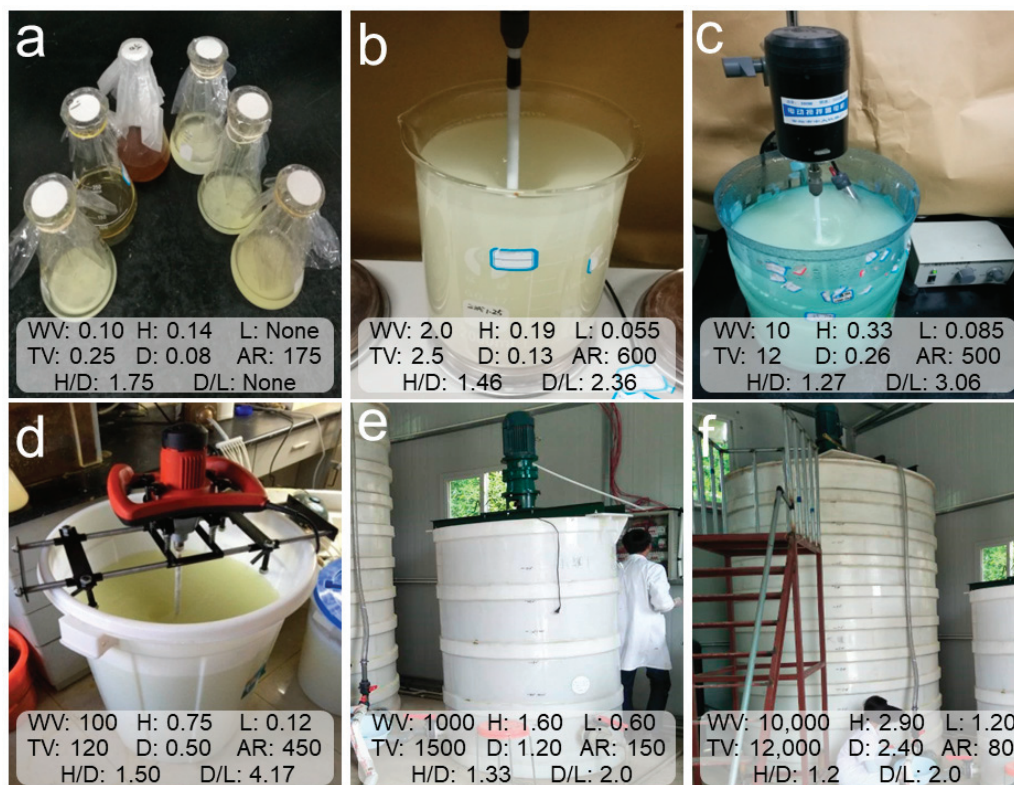 a
WV: 0.10 H: 0.14 L: None
TV: 0.25 D: 0.08 AR: 175
H/D: 1.75 D/L: None
b
WV: 2.0 H: 0.19 L: 0.055
TV: 2.5 D: 0.13 AR: 600
H/D: 1.46 D/L: 2.36
c
WV: 10 H: 0.33 L: 0.085
TV: 12 D: 0.26 AR: 500
H/D: 1.27 D/L: 3.06
d
WV: 100 H: 0.75 L: 0.12
TV: 120 D: 0.50 AR: 450
H/D: 1.50 D/L: 4.17
e
WV: 1000 H: 1.60 L: 0.60
TV: 1500 D: 1.20 AR: 150
H/D: 1.33 D/L: 2.0
f
WV: 10,000 H: 2.90 L: 1.20
TV: 12,000 D: 2.40 AR: 80
H/D: 1.2 D/L: 2.0